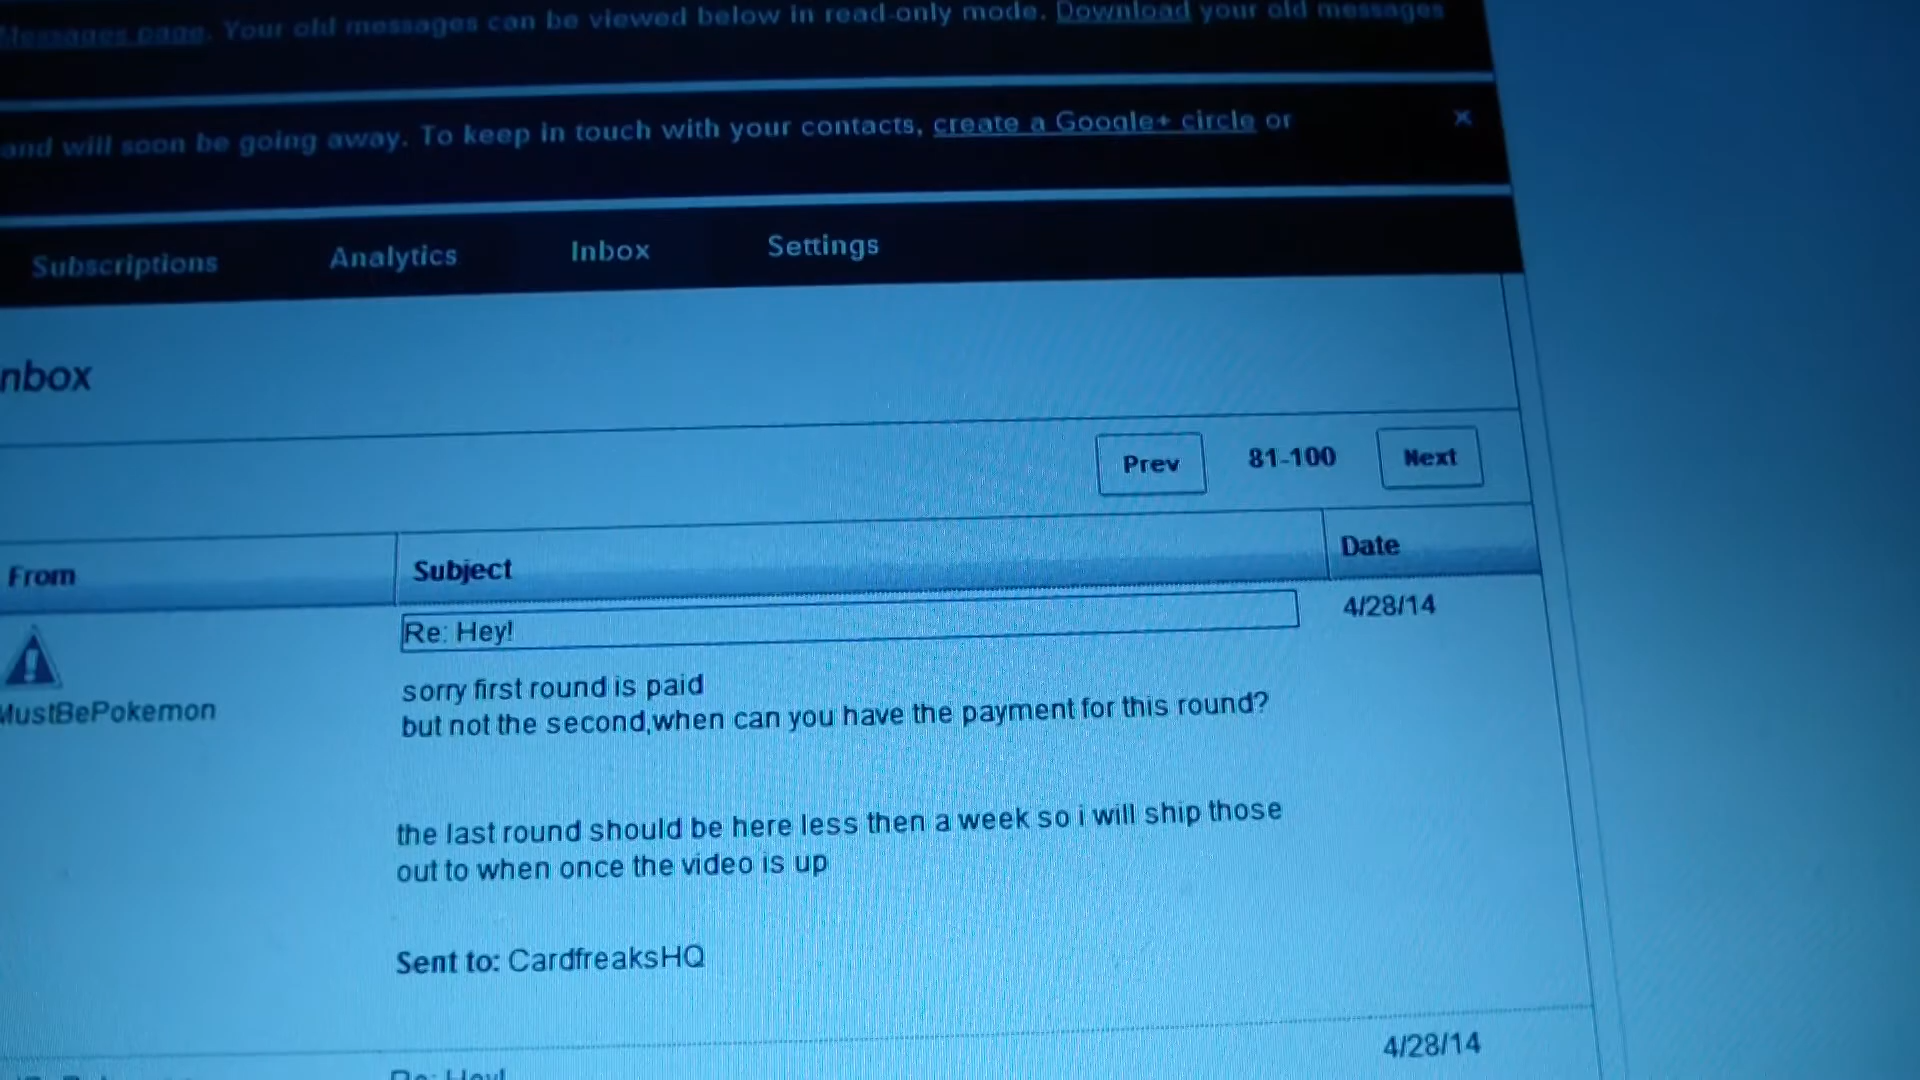 Messages page. Your old messages can be viewed below in read-only mode. Download your old messages
and will soon be going away. To keep in touch with your contacts, create a Google+ circle or
×
Subscriptions Analytics Inbox Settings
nbox
Prev 81-100 Next
From Subject Date
Re: Hey! 4/28/14
MustBePokemon
sorry first round is paid
but not the second,when can you have the payment for this round?
the last round should be here less then a week so i will ship those
out to when once the video is up
Sent to: CardfreaksHQ
4/28/14
Re: Hey!